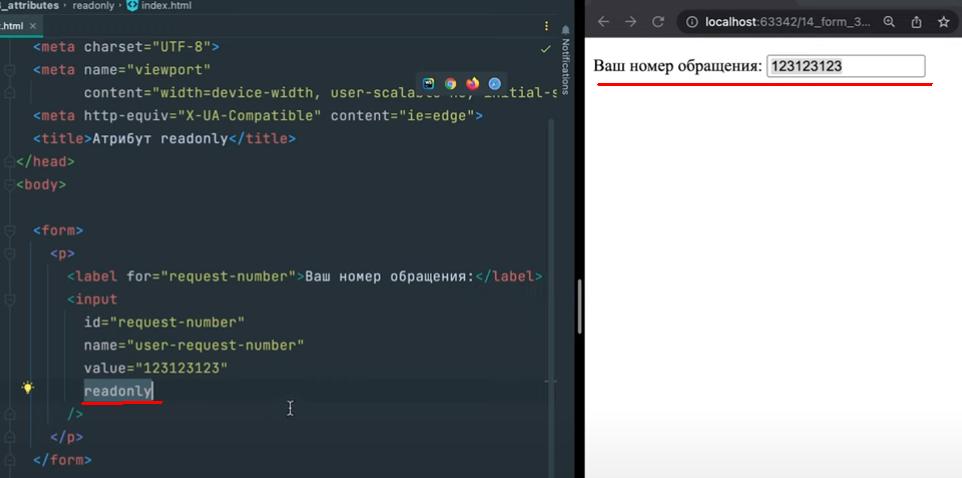 _attributes › readonly › index.html
.html ×
<meta charset="UTF-8">
<meta name="viewport"
content="width=device-width, user-scalable=no, initial-s
<meta http-equiv="X-UA-Compatible" content="ie=edge">
<title>Атрибут readonly</title>
</head>
<body>
<form>
<p>
<label for="request-number">Ваш номер обращения:</label>
<input
id="request-number"
name="user-request-number"
value="123123123"
readonly
/>
</p>
</form>
Notifications
localhost:63342/14_form_3...
Ваш номер обращения: 123123123